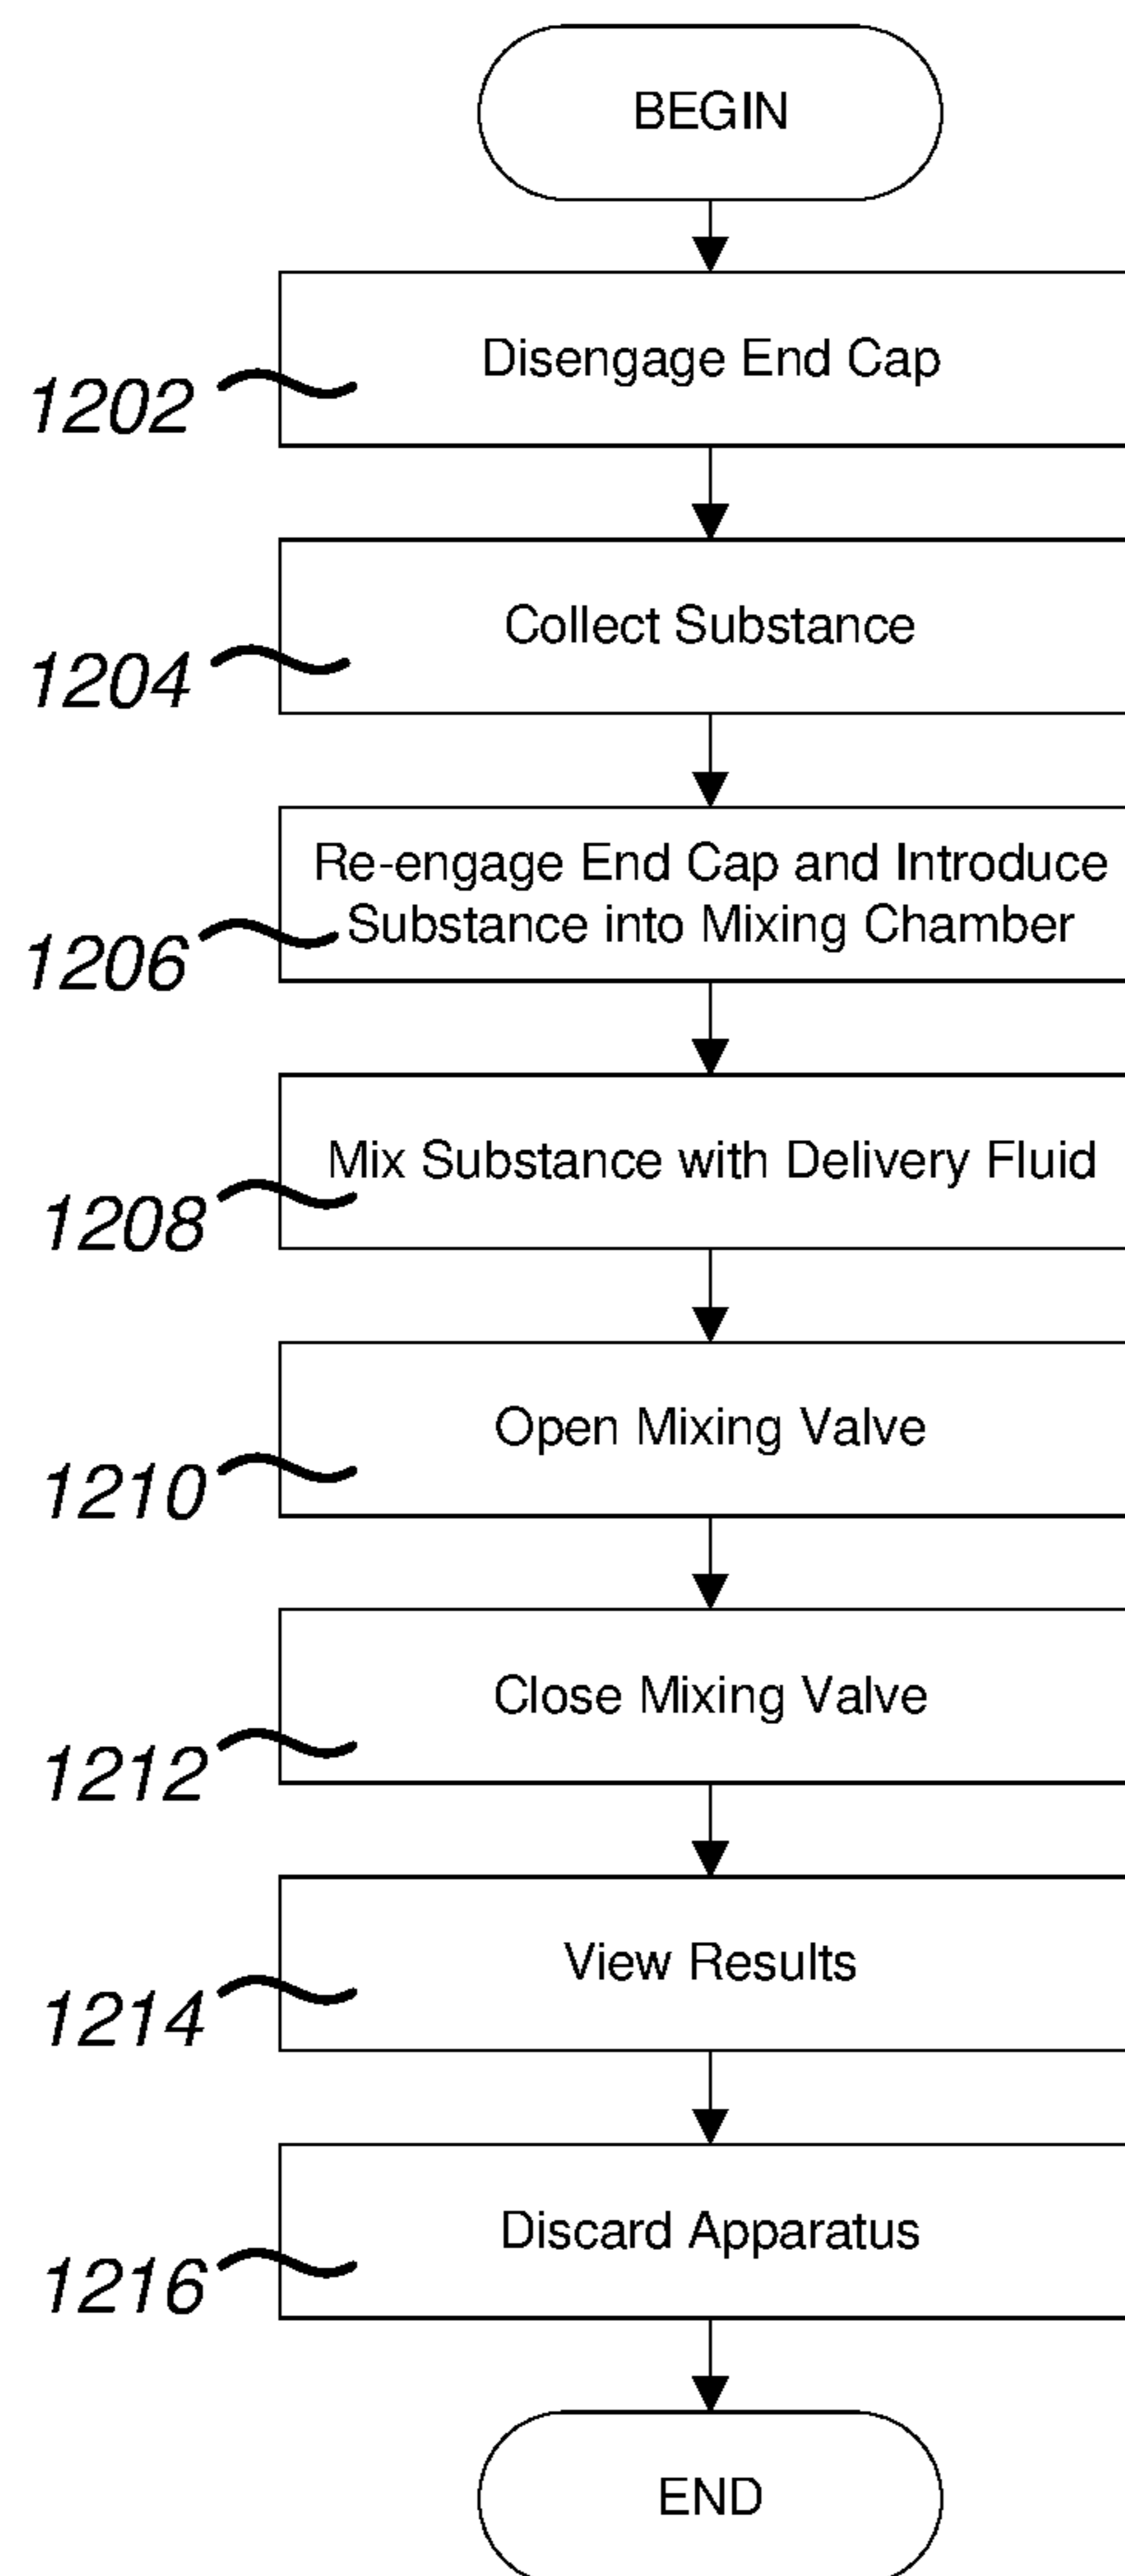 BEGIN
Disengage End Cap
1202
Collect Substance
1204
Re-engage End Cap and Introduce
Substance into Mixing Chamber
1206
Mix Substance with Delivery Fluid
1208
Open Mixing Valve
1210
Close Mixing Valve
1212
View Results
1214
Discard Apparatus
1216
END